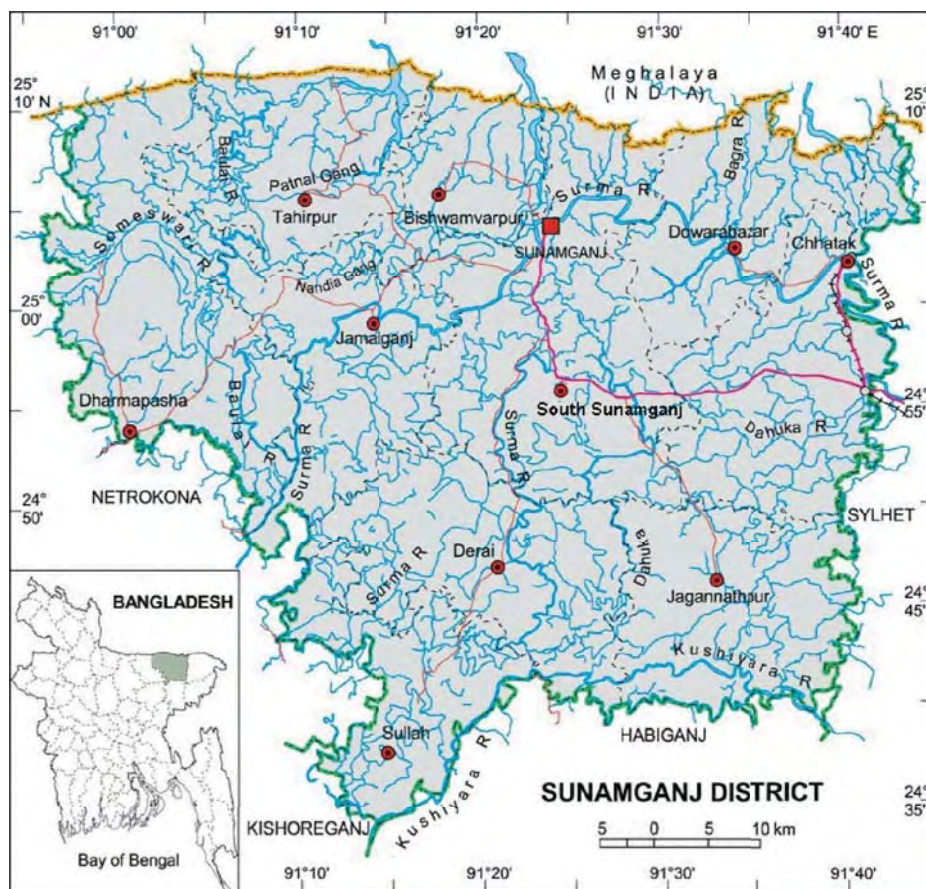 91°00'
91°10'
91°20'
91°30'
91°40' E
25°
10' N
Meghalaya
(INDIA)
25°
10'
Baulai R
Patnai Gang
Tahirpur
Bishwamvarpur
Surma R
Bagra R
SUNAMGANJ
Dowarabazar
Chhatak
Someswari R
Nandia Gang
Surma R
25°
00'
25°
00'
Jamalganj
Dharmapasha
Baulai R
Surma R
Surma R
South Sunamganj
24°
55'
Dahuka R
NETROKONA
24°
50'
SYLHET
Derai
Surma R
Dahuka
Jagannathpur
24°
45'
BANGLADESH
Kushiyara R
Sullah
HABIGANJ
Kushiyara R
SUNAMGANJ DISTRICT
24°
35'
KISHOREGANJ
5 0 5 10 km
Bay of Bengal
91°10'
91°20'
91°30'
91°40'